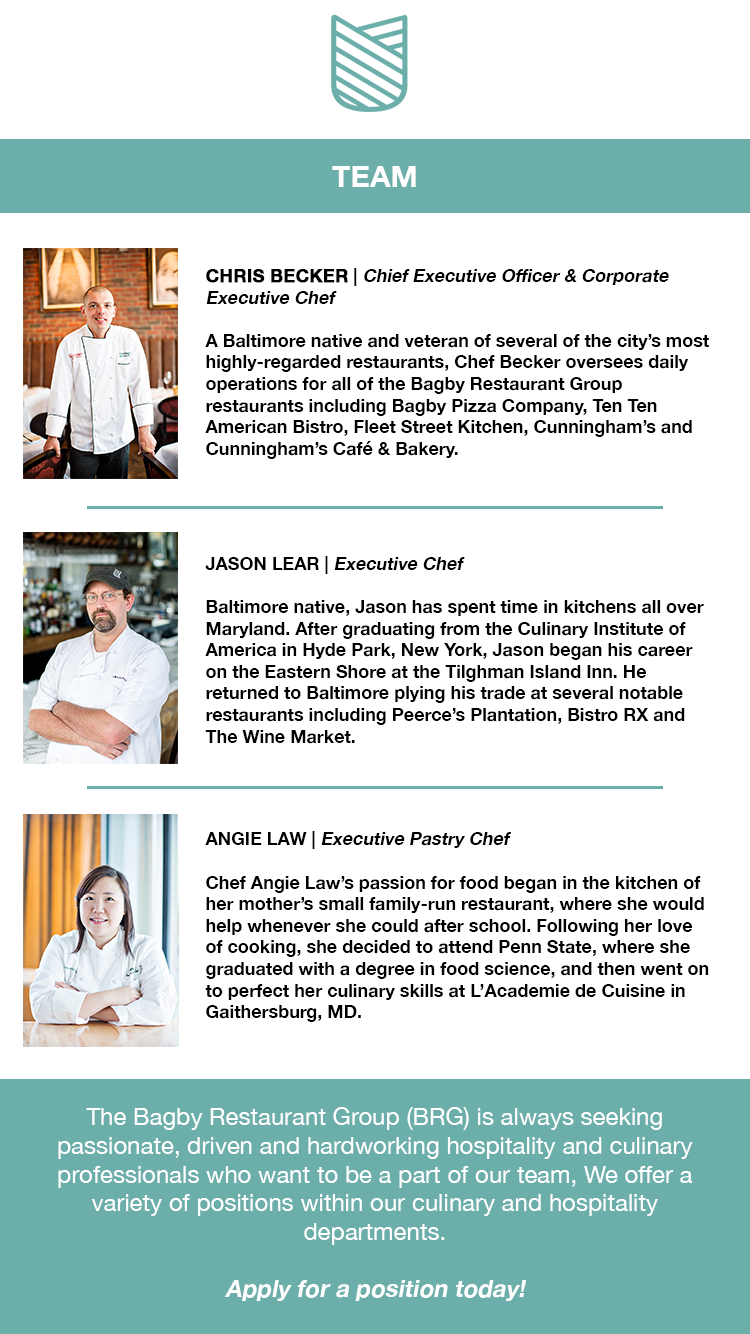 TEAM
CHRIS BECKER | Chief Executive Officer & Corporate
Executive Chef
A Baltimore native and veteran of several of the city’s most
highly-regarded restaurants, Chef Becker oversees daily
operations for all of the Bagby Restaurant Group
restaurants including Bagby Pizza Company, Ten Ten
American Bistro, Fleet Street Kitchen, Cunningham’s and
Cunningham’s Café & Bakery.
JASON LEAR | Executive Chef
Baltimore native, Jason has spent time in kitchens all over
Maryland. After graduating from the Culinary Institute of
America in Hyde Park, New York, Jason began his career
on the Eastern Shore at the Tilghman Island Inn. He
returned to Baltimore plying his trade at several notable
restaurants including Peerce’s Plantation, Bistro RX and
The Wine Market.
ANGIE LAW | Executive Pastry Chef
Chef Angie Law’s passion for food began in the kitchen of
her mother’s small family-run restaurant, where she would
help whenever she could after school. Following her love
of cooking, she decided to attend Penn State, where she
graduated with a degree in food science, and then went on
to perfect her culinary skills at L’Academie de Cuisine in
Gaithersburg, MD.
The Bagby Restaurant Group (BRG) is always seeking
passionate, driven and hardworking hospitality and culinary
professionals who want to be a part of our team, We offer a
variety of positions within our culinary and hospitality
departments.
Apply for a position today!